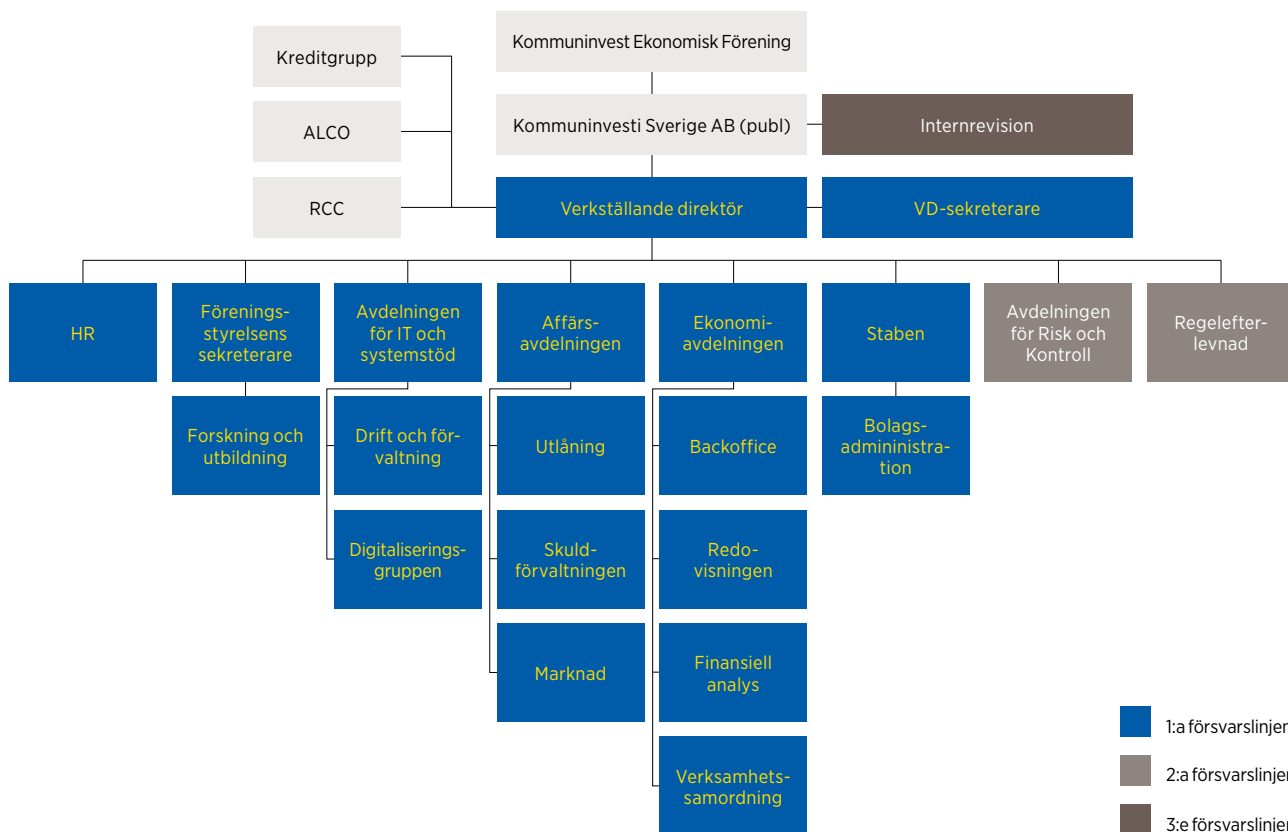 Kommuninvest Ekonomisk Förening
Kreditgrupp
ALCO
Kommuninvesti Sverige AB (publ)
Internrevision
RCC
Verkställande direktör
VD-sekreterare
HR
Förenings-
styrelsens
sekreterare
Avdelningen
för IT och
systemstöd
Affärs-
avdelningen
Ekonomi-
avdelningen
Staben
Avdelningen
för Risk och
Kontroll
Regelefter-
levnad
Forskning och
utbildning
Drift och för-
valtning
Utlåning
Backoffice
Bolags-
admininistra-
tion
Digitaliserings-
gruppen
Skuld-
förvaltningen
Redo-
visningen
Marknad
Finansiell
analys
Verksamhets-
samordning
1:a försvarslinjen
2:a försvarslinjen
3:e försvarslinjen